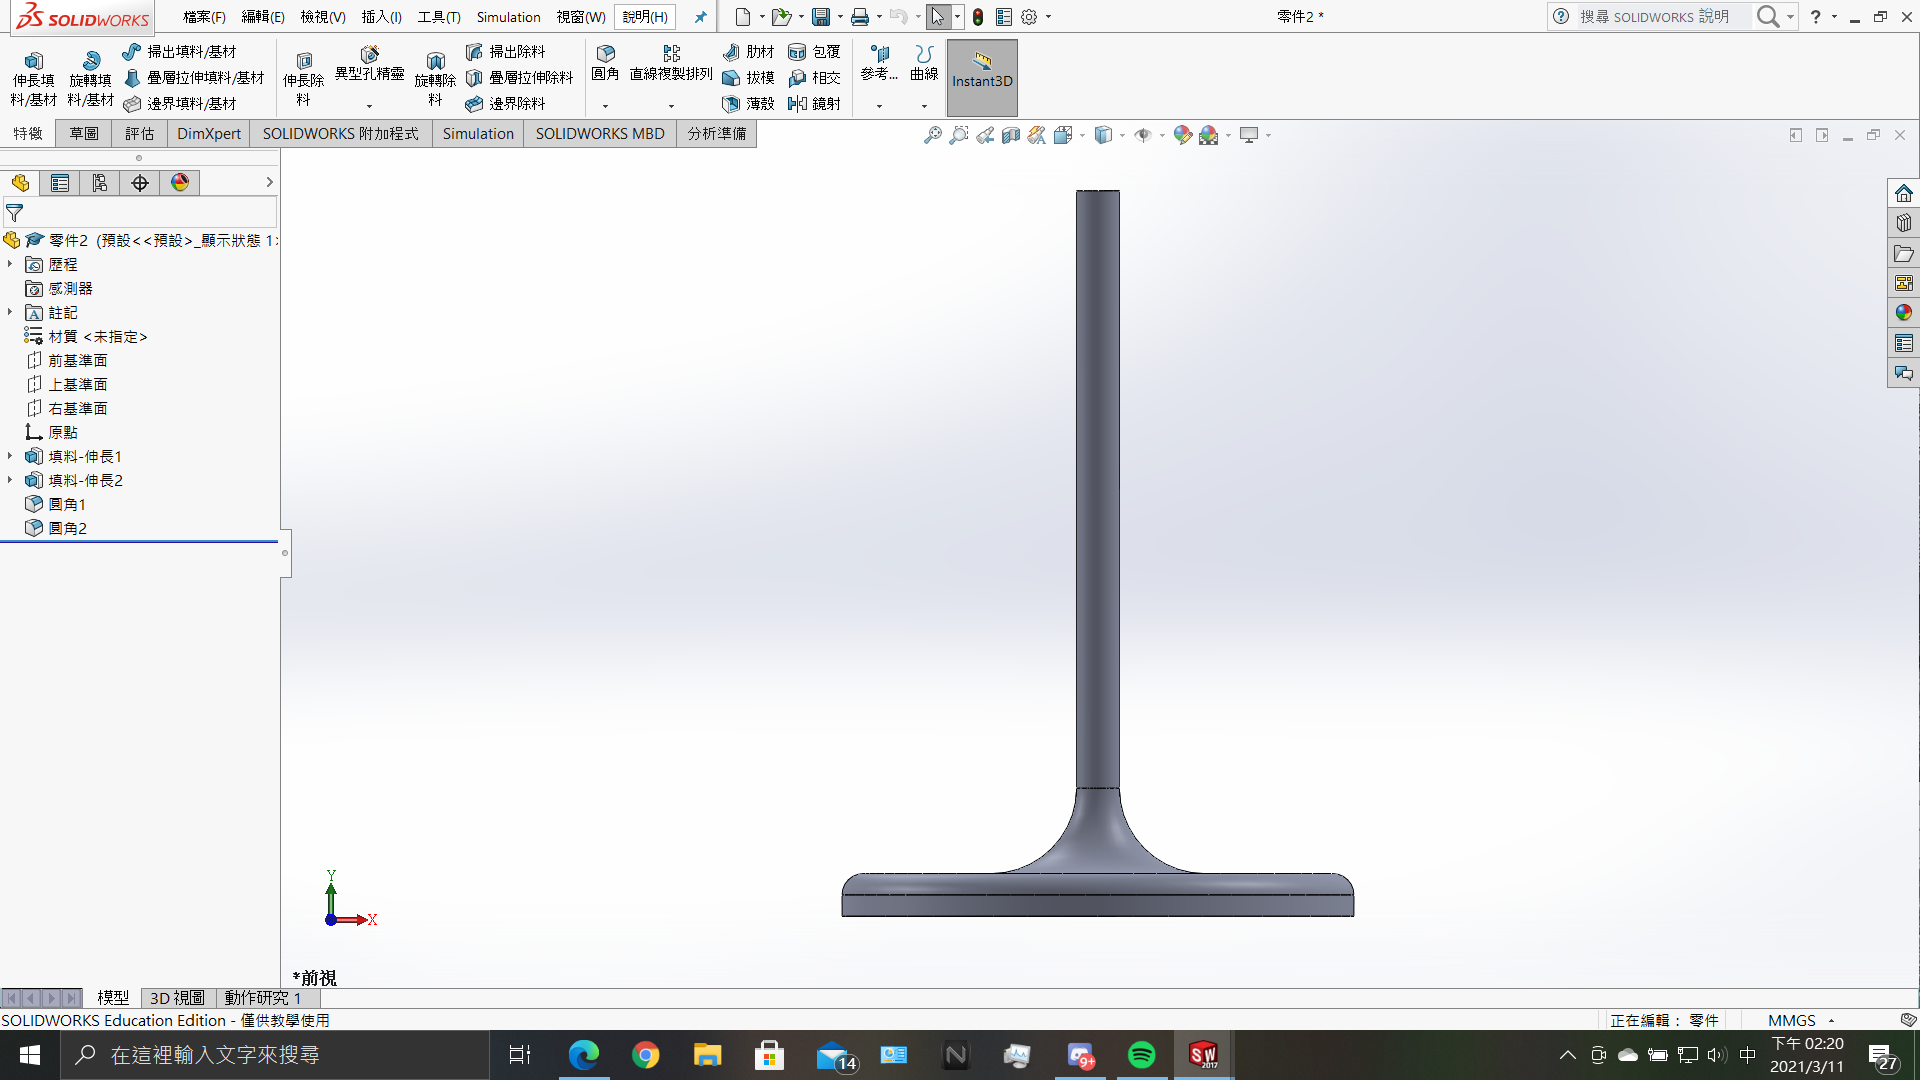 SOLIDWORKS
檔案(F) 編輯(E) 檢視(V) 插入(I) 工具(T) Simulation 視窗(W) 說明(H)
零件2 *
搜尋 SOLIDWORKS 說明
伸長填料/基材
旋轉填料/基材
掃出填料/基材
疊層拉伸填料/基材
邊界填料/基材
伸長除料
異型孔精靈
旋轉除料
掃出除料
疊層拉伸除料
邊界除料
圓角
直線複製排列
肋材
拔模
薄殼
包覆
相交
鏡射
參考...
曲線
Instant3D
特徵 草圖 評估 DimXpert SOLIDWORKS 附加程式 Simulation SOLIDWORKS MBD 分析準備
零件2 (預設<<預設>_顯示狀態 1>
歷程
感測器
註記
材質 <未指定>
前基準面
上基準面
右基準面
原點
填料-伸長1
填料-伸長2
圓角1
圓角2
Y
X
*前視
模型 3D 視圖 動作研究 1
SOLIDWORKS Education Edition - 僅供教學使用
正在編輯： 零件
MMGS
在這裡輸入文字來搜尋
14
9+
SW
2017
中
下午 02:20
2021/3/11
27